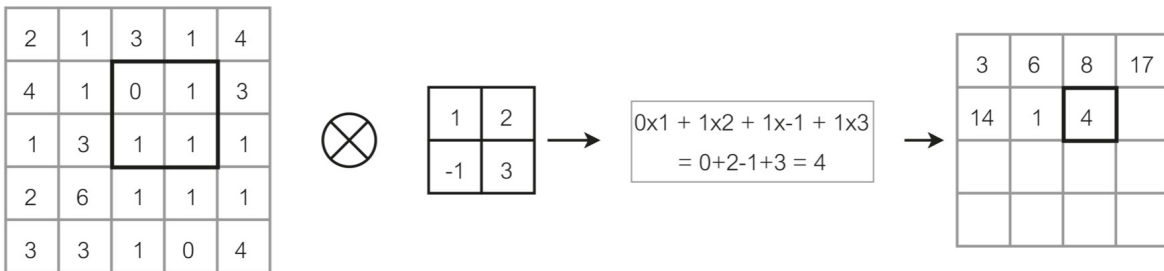 2 1 3 1 4
4 1 0 1 3
1 3 1 1 1
2 6 1 1 1
3 3 1 0 4
1 2
-1 3
0x1 + 1x2 + 1x-1 + 1x3
= 0+2-1+3 = 4
3 6 8 17
14 1 4